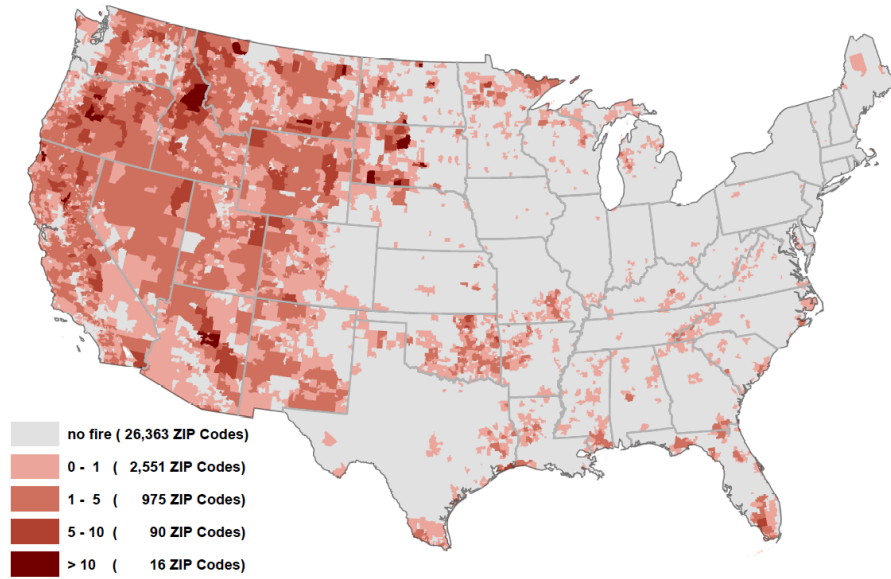 no fire ( 26,363 ZIP Codes)
0 - 1 ( 2,551 ZIP Codes)
1 - 5 975 ZIP Codes)
5 - 10 ( 90 ZIP Codes)
> 10 ( 16 ZIP Codes)